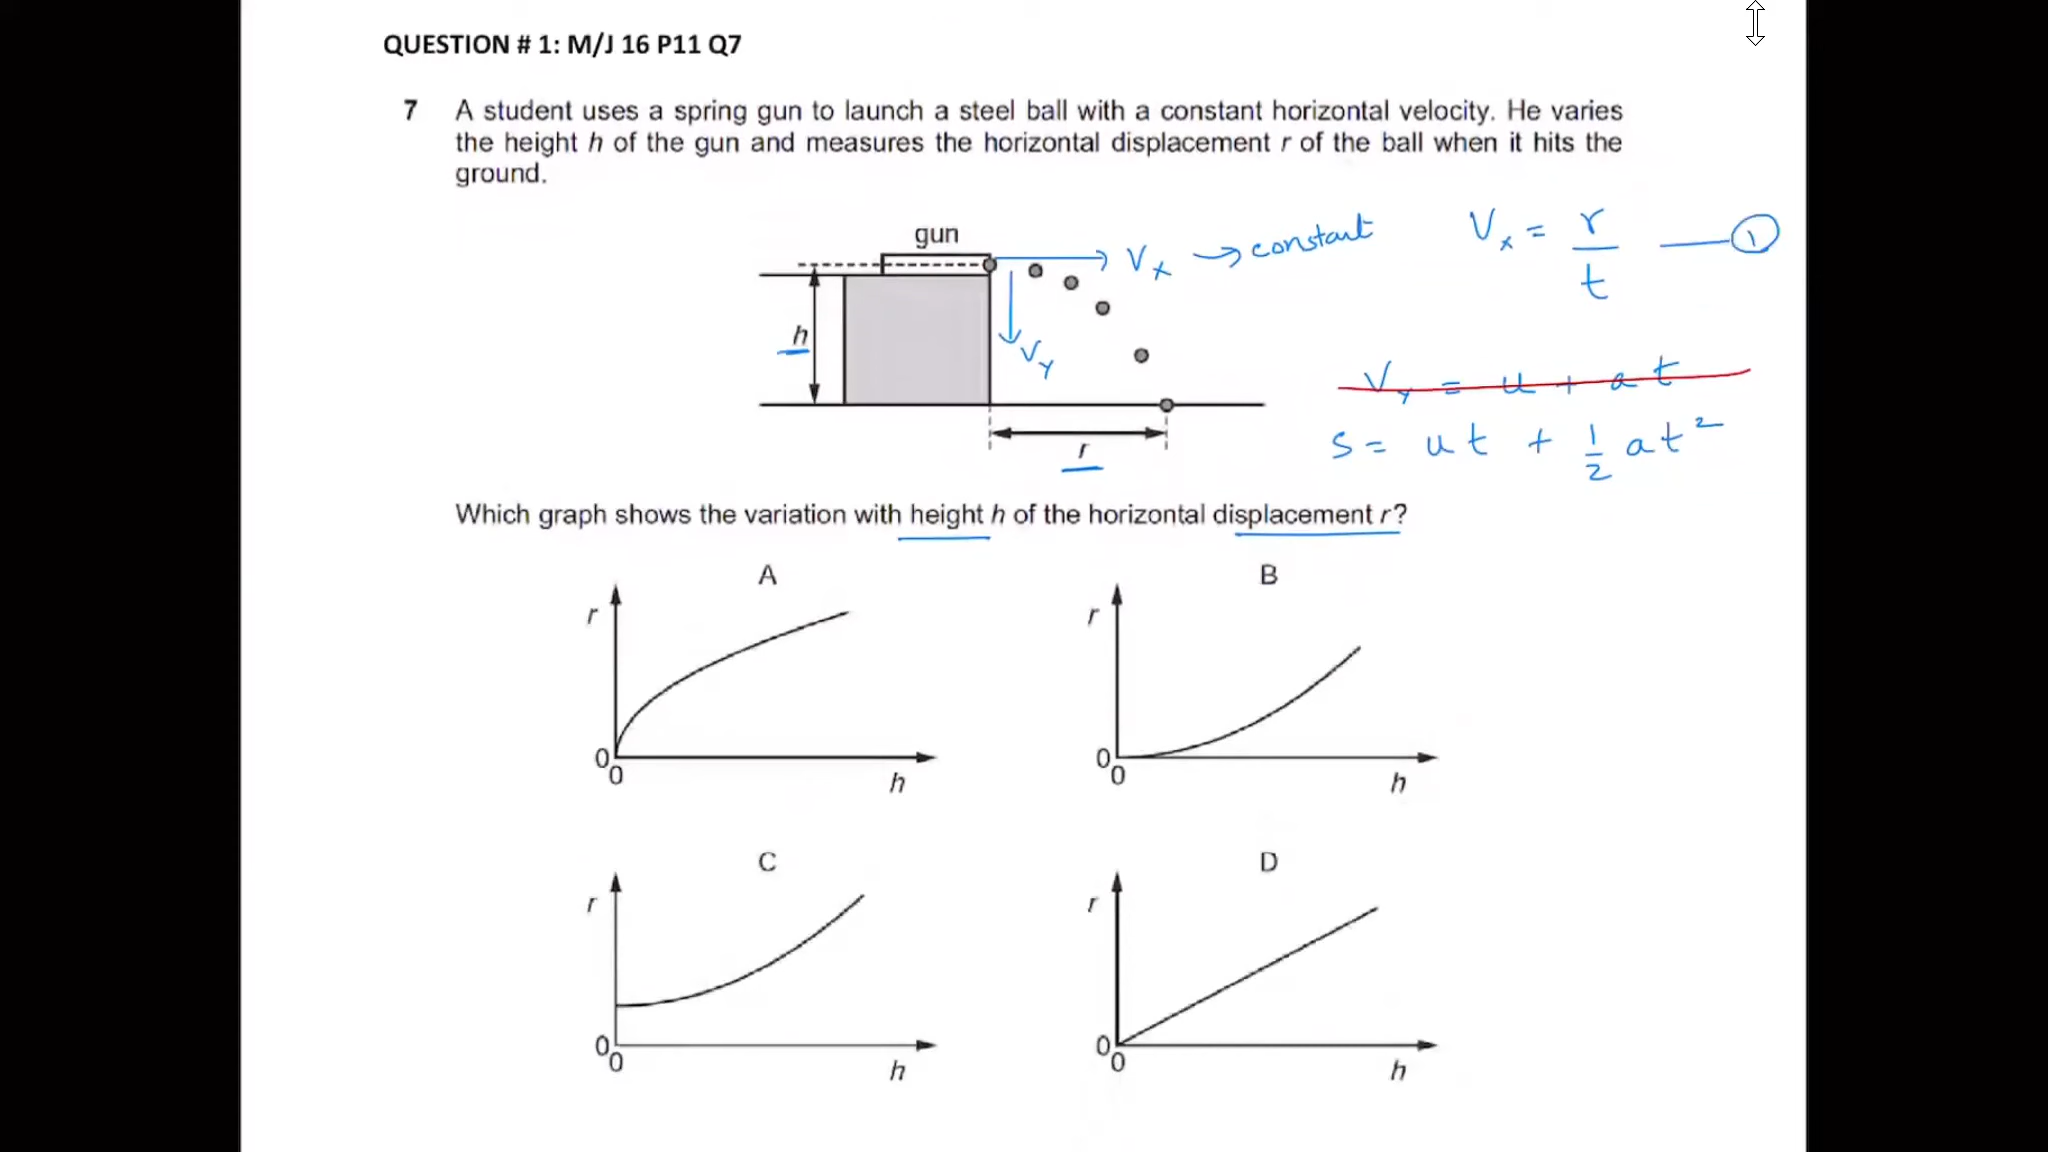 QUESTION # 1: M/J 16 P11 Q7
7 A student uses a spring gun to launch a steel ball with a constant horizontal velocity. He varies
the height h of the gun and measures the horizontal displacement r of the ball when it hits the
ground.
gun
Vx → constant
Vx = r/t — ①
h
VY
VY = u + at
S = ut + 1/2 at²
r
Which graph shows the variation with height h of the horizontal displacement r?
A
B
r
r
0
0
h
0
0
h
C
D
r
r
0
0
h
0
0
h